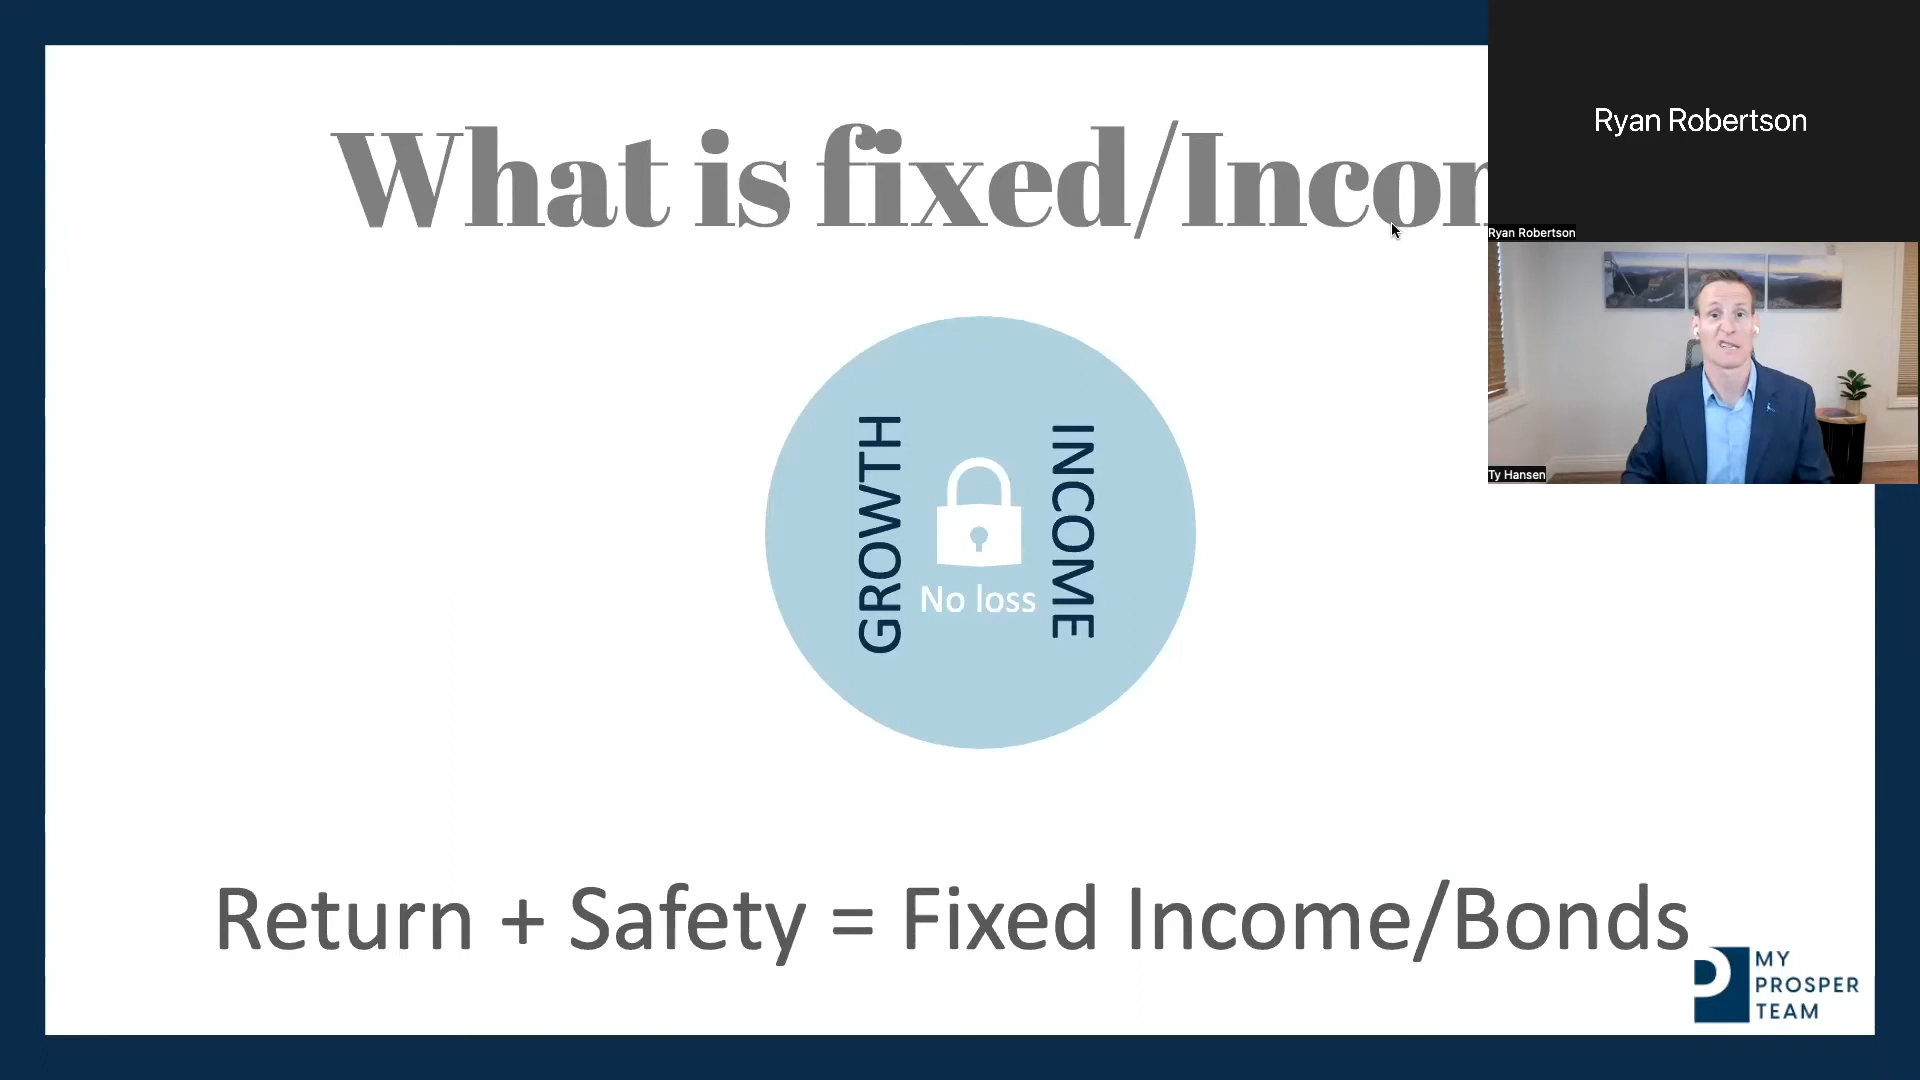 What is fixed/Incom
Ryan Robertson
Ryan Robertson
Ty Hansen
GROWTH
INCOME
No loss
Return + Safety = Fixed Income/Bonds
MY
PROSPER
TEAM